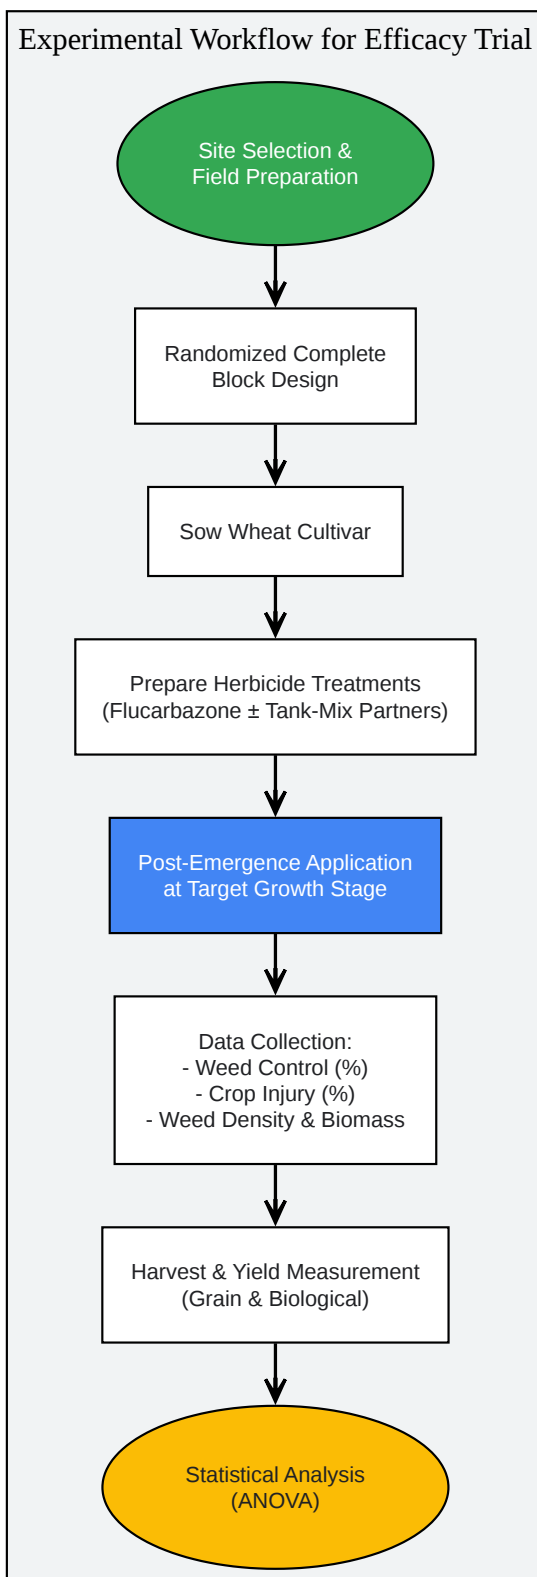 Experimental Workflow for Efficacy Trial
Site Selection &
Field Preparation
Randomized Complete
Block Design
Sow Wheat Cultivar
Prepare Herbicide Treatments
(Flucarbazone ± Tank-Mix Partners)
Post-Emergence Application
at Target Growth Stage
Data Collection:
- Weed Control (%)
- Crop Injury (%)
- Weed Density & Biomass
Harvest & Yield Measurement
(Grain & Biological)
Statistical Analysis
(ANOVA)